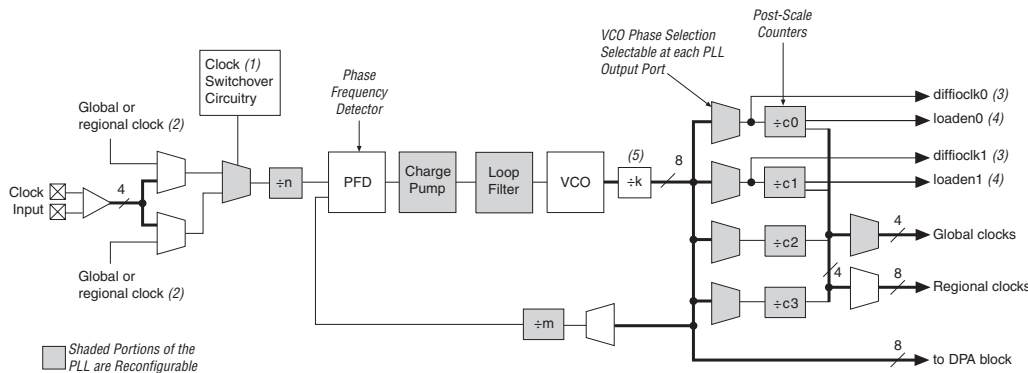 Post-Scale
Counters
VCO Phase Selection
Selectable at each PLL
Output Port
Clock (1)
Switchover
Circuitry
Phase
Frequency
Detector
Global or
regional clock (2)
Clock
Input
4
Global or
regional clock (2)
÷n
PFD
Charge
Pump
Loop
Filter
VCO
(5)
÷k
8
÷c0
÷c1
÷c2
÷c3
4
÷m
diffioclk0 (3)
loaden0 (4)
diffioclk1 (3)
loaden1 (4)
4
Global clocks
8
Regional clocks
8
to DPA block
Shaded Portions of the
PLL are Reconfigurable